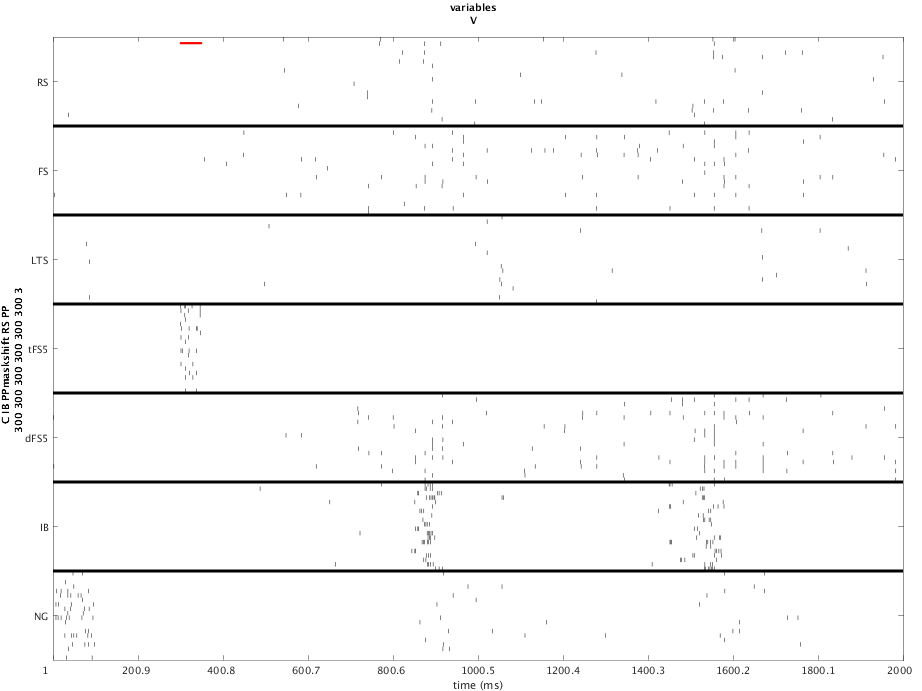 variables
V
RS
FS
LTS
tFS5
dFS5
IB
NG
C IB PPmaskshift RS PP
300 300 300 300 300 300 3
1 200.9 400.8 600.7 800.6 1000.5 1200.4 1400.3 1600.2 1800.1 2000
time (ms)